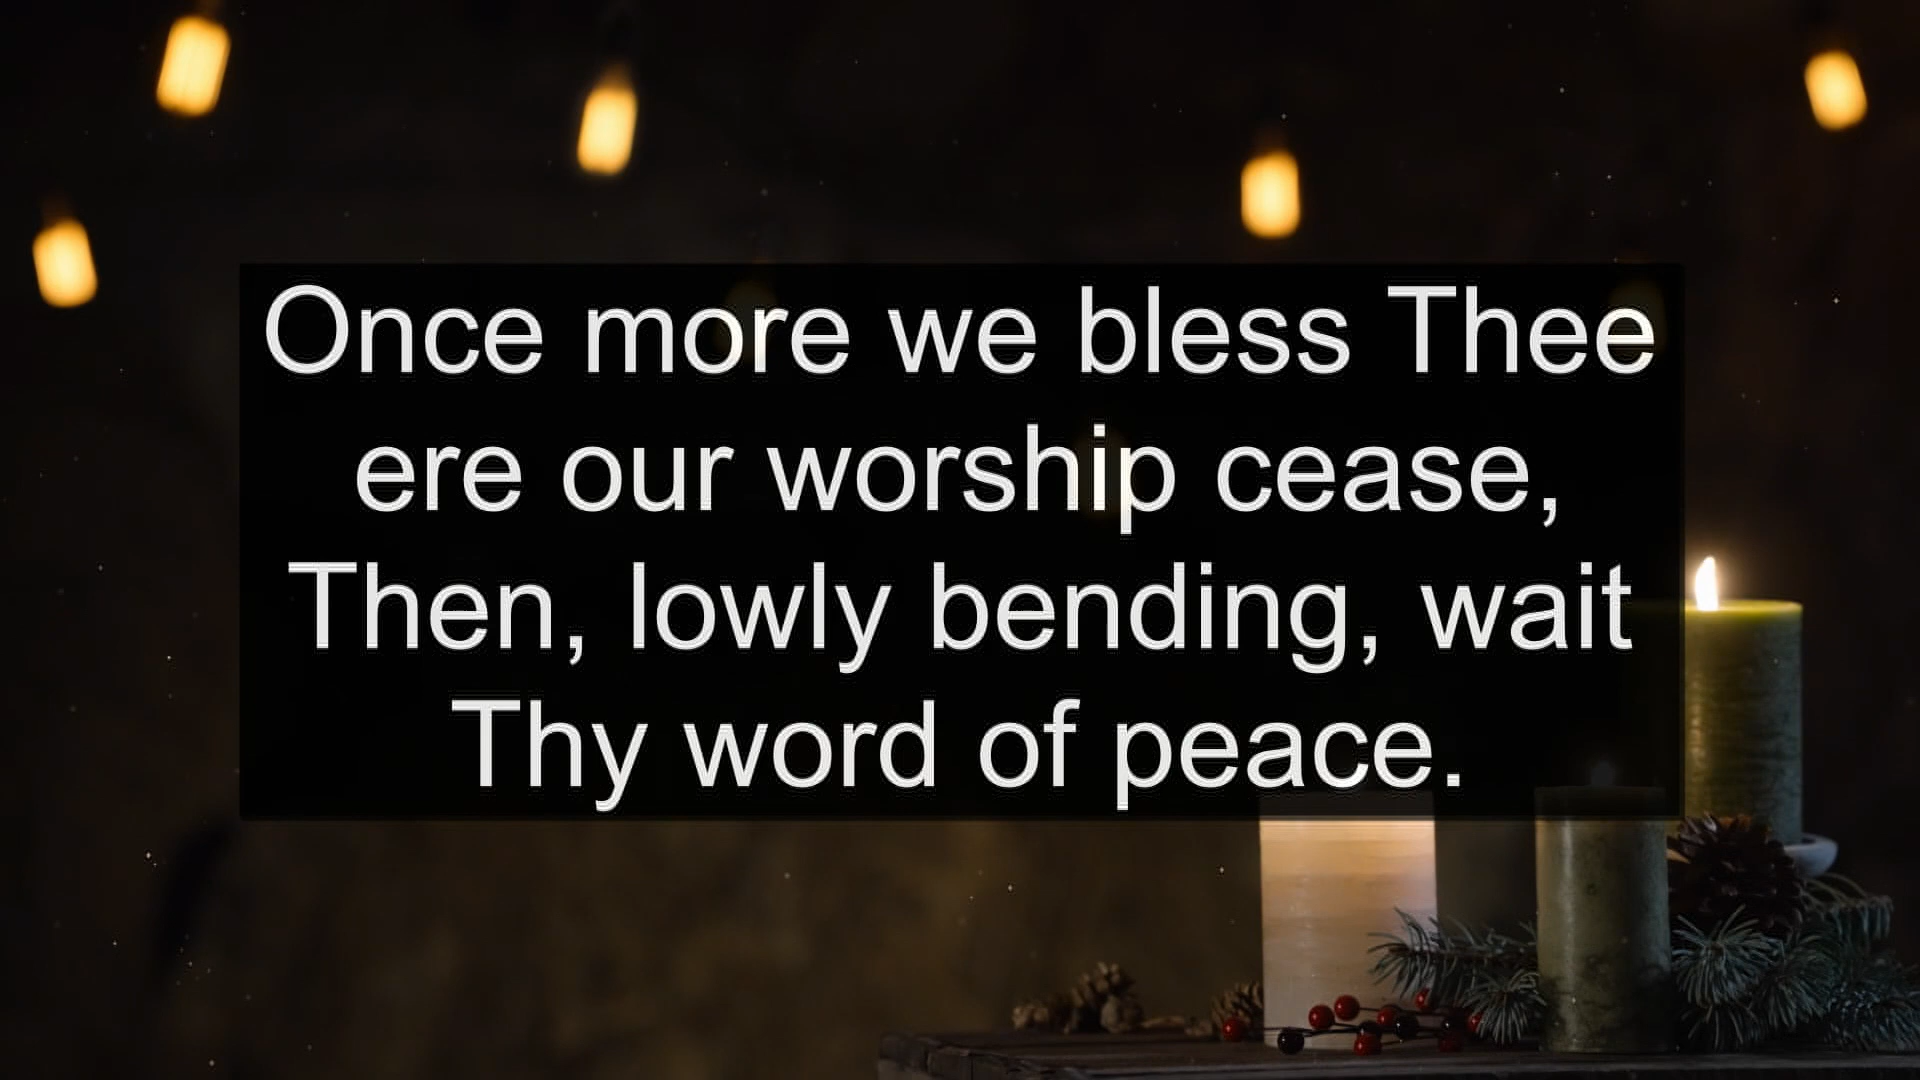 Once more we bless Thee
ere our worship cease,
Then, lowly bending, wait
Thy word of peace.